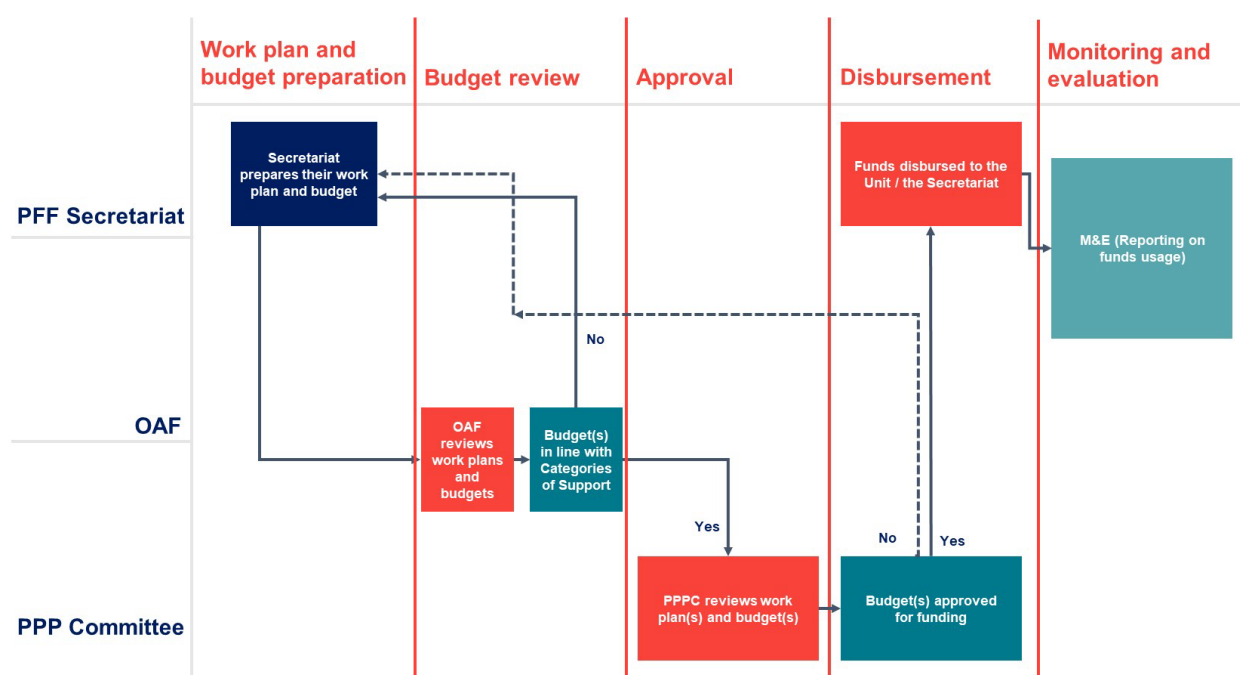 Work plan and
budget preparation
Budget review
Approval
Disbursement
Monitoring and
evaluation
PFF Secretariat
Secretariat
prepares their work
plan and budget
Funds disbursed to the
Unit / the Secretariat
M&E (Reporting on
funds usage)
No
OAF
OAF
reviews
work plans
and
budgets
Budget(s)
in line with
Categories
of Support
Yes
No
Yes
PPP Committee
PPPC reviews work
plan(s) and budget(s)
Budget(s) approved
for funding